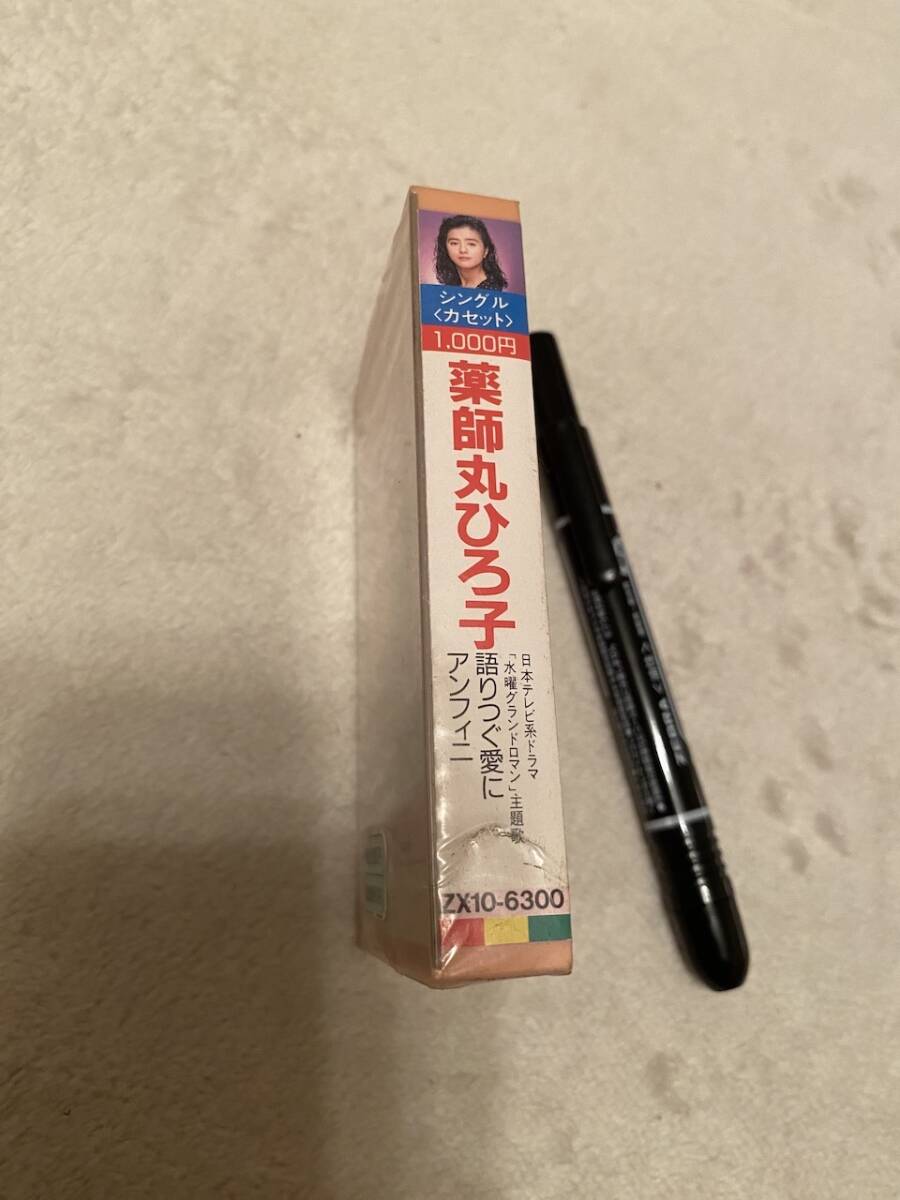 シングル
〈カセット〉
1,000円
薬師丸ひろ子
日本テレビ系ドラマ
「水曜グランドロマン」主題歌
語りつぐ愛に
アンフィニ
ZX10-6300